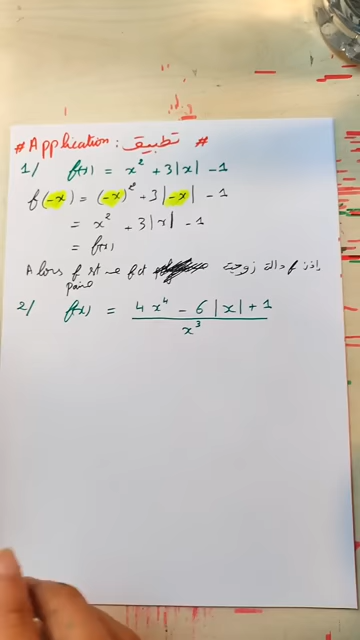 # Application : تطبيق #
1/ f(x) = x² + 3|x| - 1
f(-x) = (-x)² + 3|-x| - 1
= x² + 3|x| - 1
= f(x)
Alors f st une fct إذن f دالة زوجية
paire
2/ f(x) = (4x⁴ - 6|x| + 1) / x³